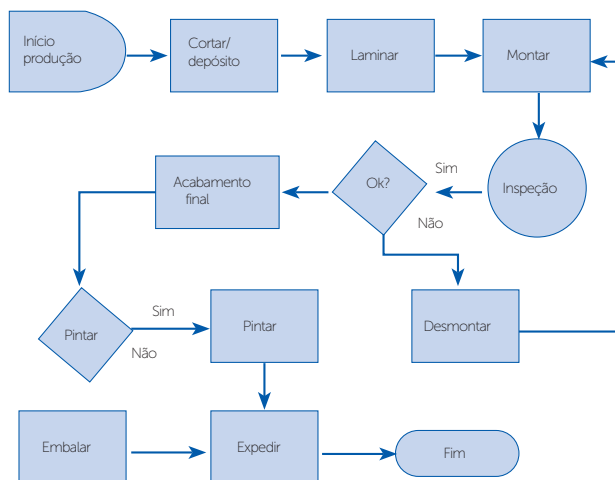 Início
produção
Cortar/
depósito
Laminar
Montar
Acabamento
final
Ok?
Sim
Inspeção
Não
Pintar
Sim
Não
Pintar
Desmontar
Embalar
Expedir
Fim